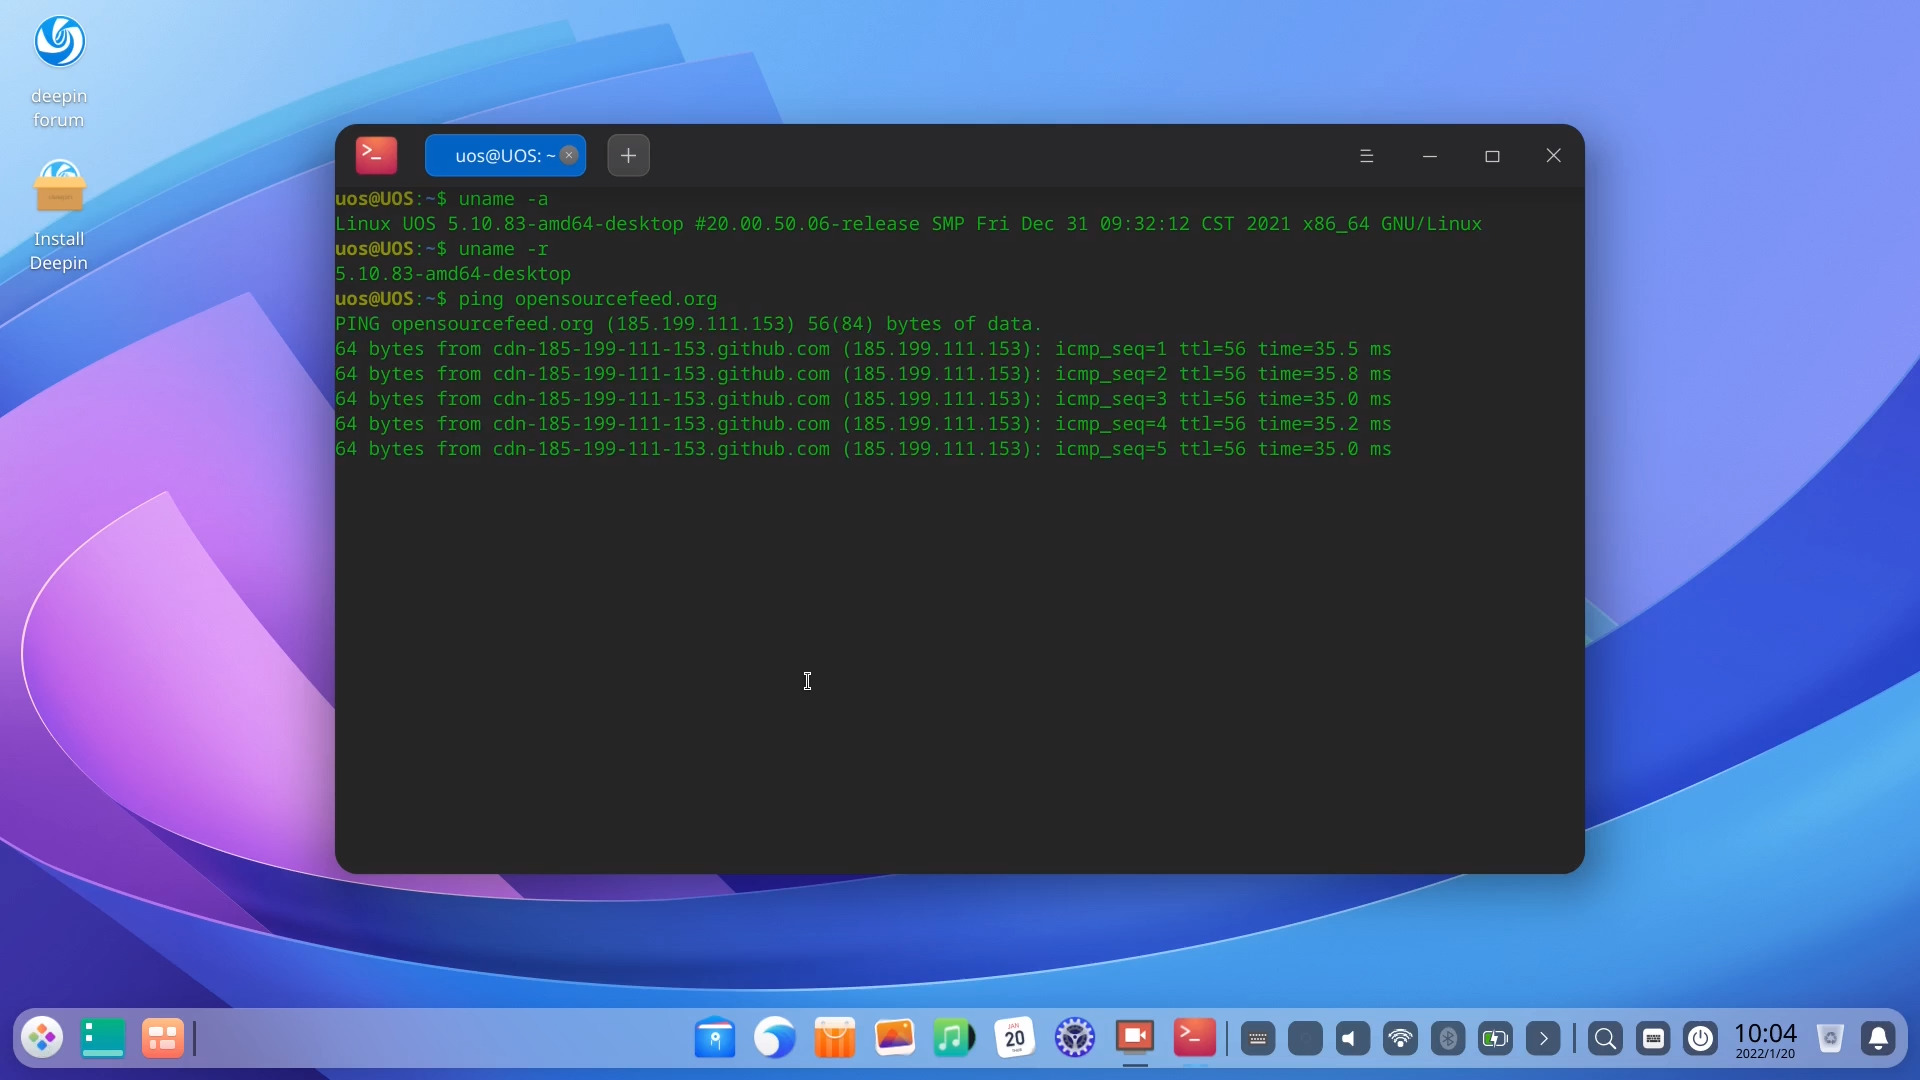 deepin
forum
Install
Deepin
uos@UOS: ~
uos@UOS:~$ uname -a
Linux UOS 5.10.83-amd64-desktop #20.00.50.06-release SMP Fri Dec 31 09:32:12 CST 2021 x86_64 GNU/Linux
uos@UOS:~$ uname -r
5.10.83-amd64-desktop
uos@UOS:~$ ping opensourcefeed.org
PING opensourcefeed.org (185.199.111.153) 56(84) bytes of data.
64 bytes from cdn-185-199-111-153.github.com (185.199.111.153): icmp_seq=1 ttl=56 time=35.5 ms
64 bytes from cdn-185-199-111-153.github.com (185.199.111.153): icmp_seq=2 ttl=56 time=35.8 ms
64 bytes from cdn-185-199-111-153.github.com (185.199.111.153): icmp_seq=3 ttl=56 time=35.0 ms
64 bytes from cdn-185-199-111-153.github.com (185.199.111.153): icmp_seq=4 ttl=56 time=35.2 ms
64 bytes from cdn-185-199-111-153.github.com (185.199.111.153): icmp_seq=5 ttl=56 time=35.0 ms
JAN
20
10:04
2022/1/20